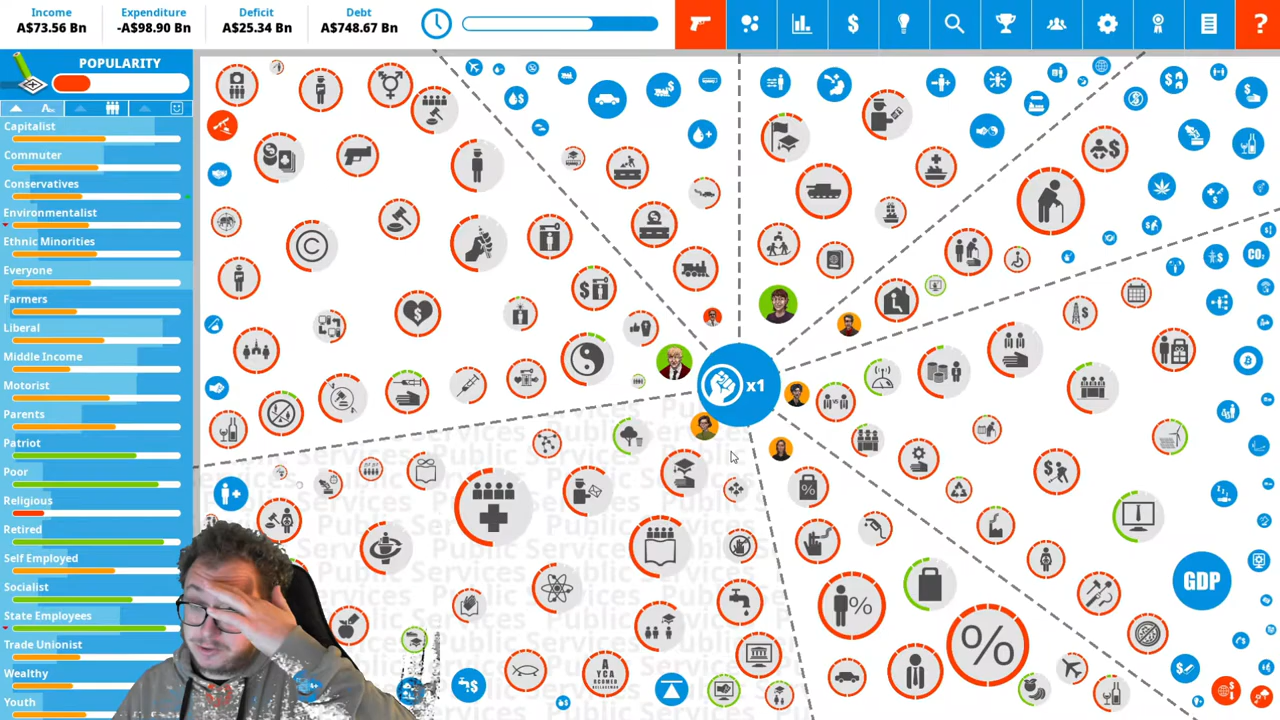 Income
A$73.56 Bn
Expenditure
-A$98.90 Bn
Deficit
A$25.34 Bn
Debt
A$748.67 Bn
?
POPULARITY
Capitalist
Commuter
Conservatives
Environmentalist
Ethnic Minorities
Everyone
Farmers
Liberal
Middle Income
Motorist
Parents
Patriot
Poor
Religious
Retired
Self Employed
Socialist
State Employees
Trade Unionist
Wealthy
Youth
x1
CO2
GDP
%
%
%
$
$
Public Services